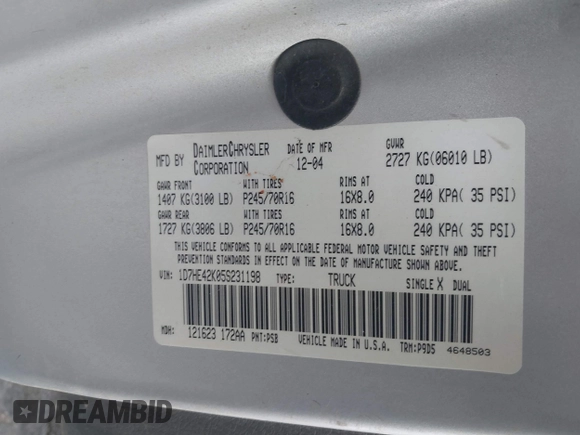 MFD BY DAIMLERCHRYSLER CORPORATION DATE OF MFR 12-04 GVWR 2727 KG(06010 LB)
GAWR FRONT WITH TIRES RIMS AT COLD
1407 KG(3100 LB) P245/70R16 16X8.0 240 KPA( 35 PSI)
GAWR REAR WITH TIRES RIMS AT COLD
1727 KG(3806 LB) P245/70R16 16X8.0 240 KPA( 35 PSI)
THIS VEHICLE CONFORMS TO ALL APPLICABLE FEDERAL MOTOR VEHICLE SAFETY AND THEFT
PREVENTION STANDARDS IN EFFECT ON THE DATE OF MANUFACTURE SHOWN ABOVE.
VIN: 1D7HE42K05S231198 TYPE: TRUCK SINGLE X DUAL
MDH: 121623 172AA PNT:PSB VEHICLE MADE IN U.S.A. TRM:P9D5 4648503
DREAMBID